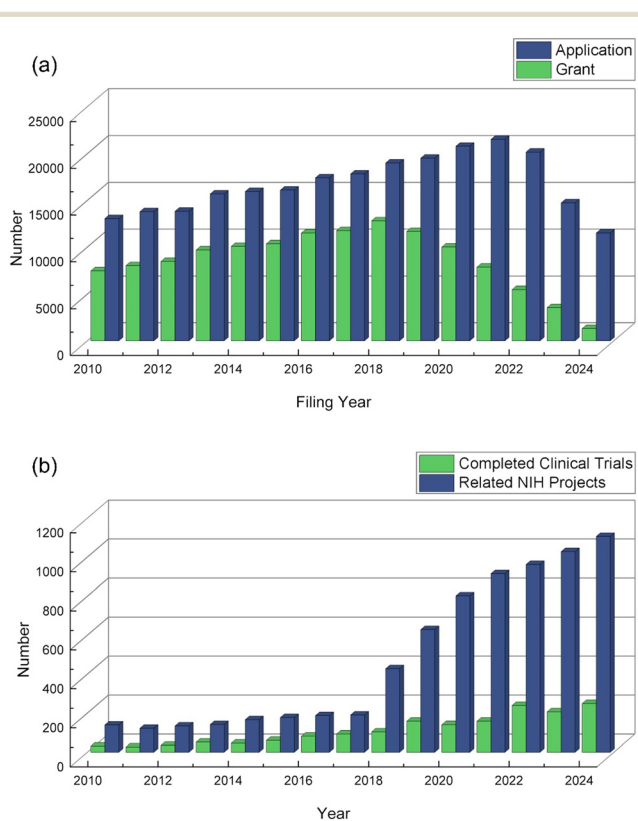 (a)
Application
Grant
25000
20000
15000
10000
5000
0
Number
2010 2012 2014 2016 2018 2020 2022 2024
Filing Year
(b)
Completed Clinical Trials
Related NIH Projects
1200
1000
800
600
400
200
0
Number
2010 2012 2014 2016 2018 2020 2022 2024
Year